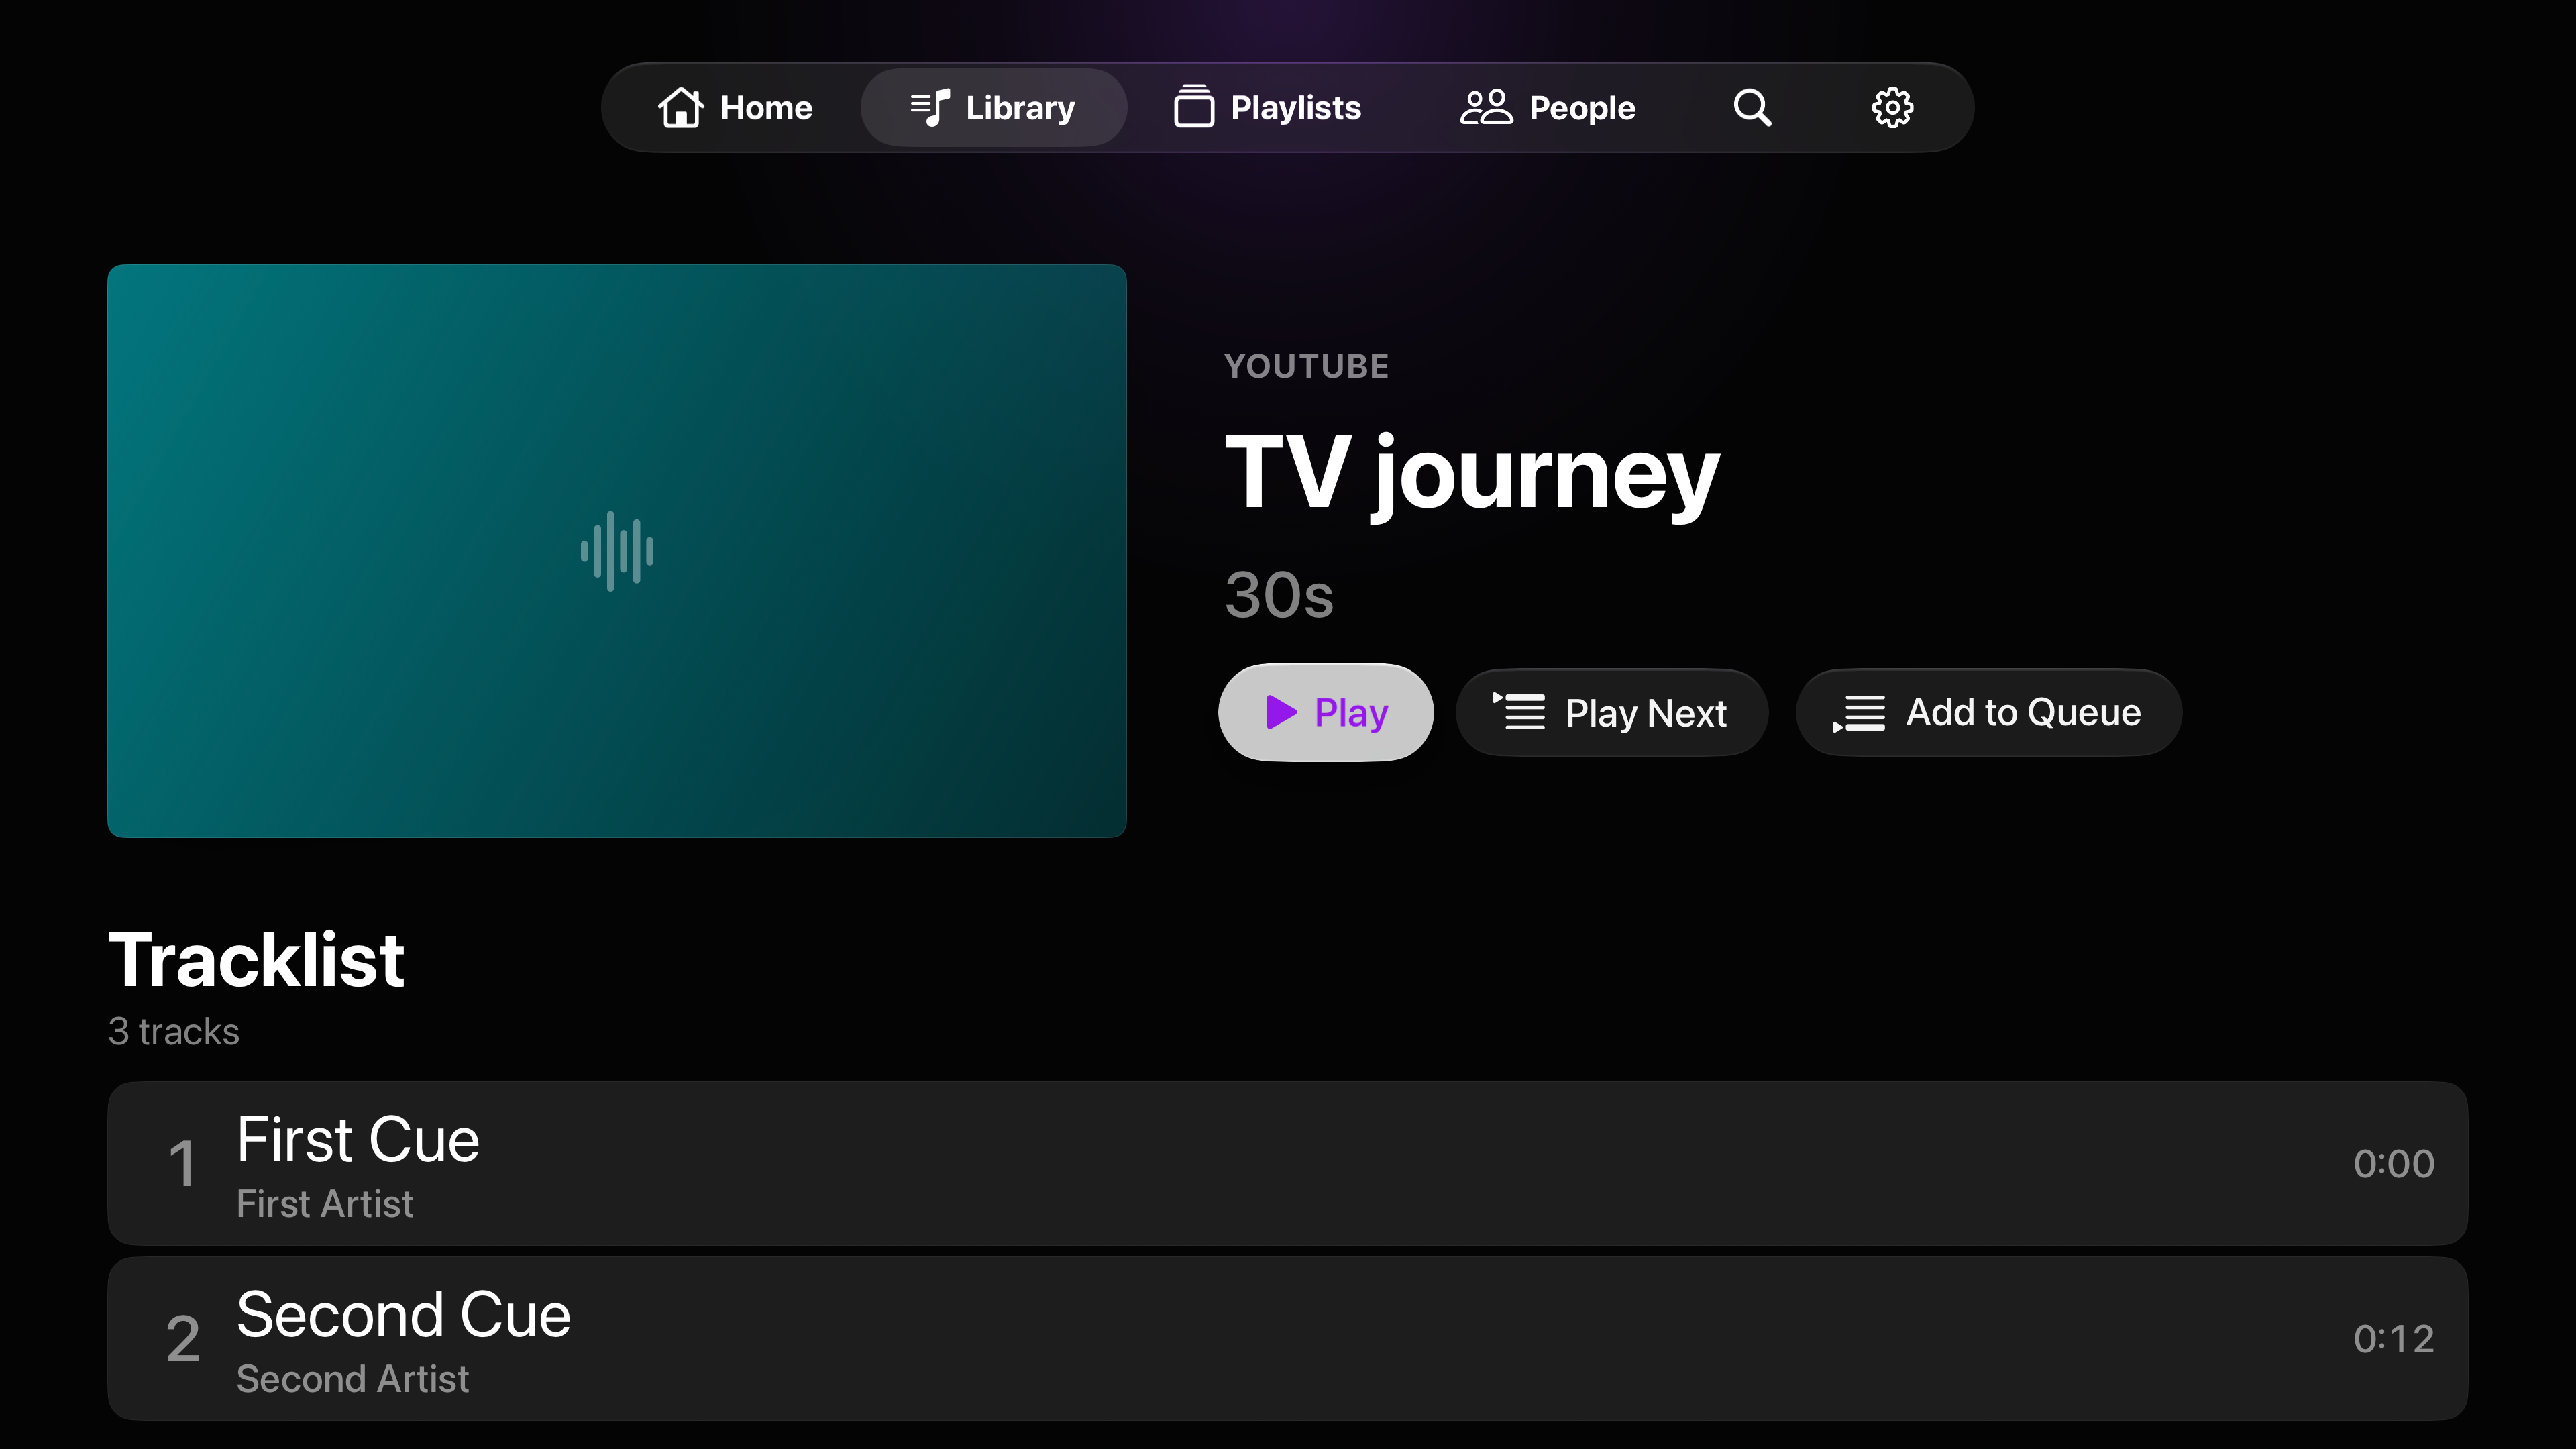 Home Library Playlists People
YOUTUBE
TV journey
30s
Play Play Next Add to Queue
Tracklist
3 tracks
1 First Cue 0:00
First Artist
2 Second Cue 0:12
Second Artist